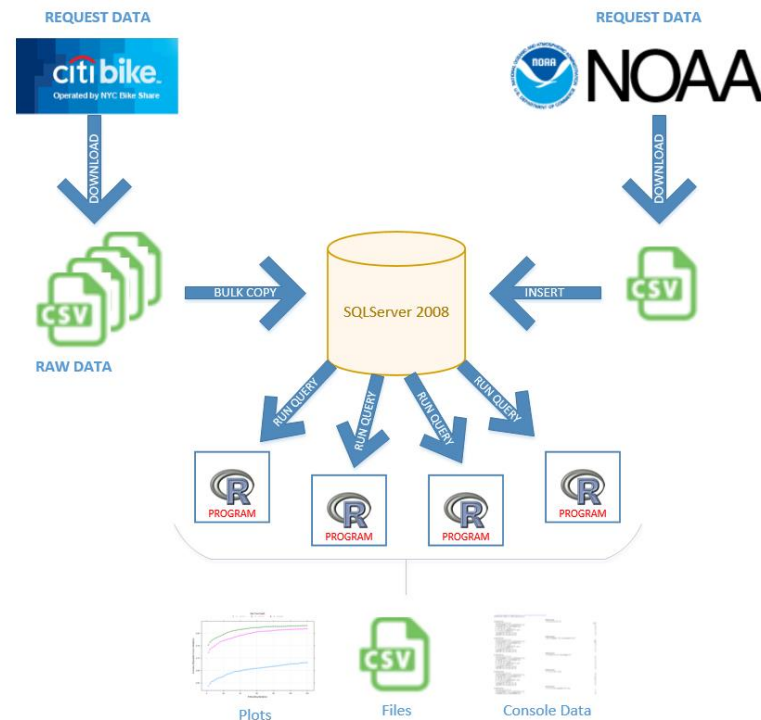 REQUEST DATA
REQUEST DATA
citi bike
Operated by NYC Bike Share
NOAA
NOAA
DOWNLOAD
DOWNLOAD
CSV
CSV
RAW DATA
BULK COPY
SQLServer 2008
INSERT
RUN QUERY
RUN QUERY
RUN QUERY
RUN QUERY
R
PROGRAM
R
PROGRAM
R
PROGRAM
R
PROGRAM
CSV
Plots
Files
Console Data